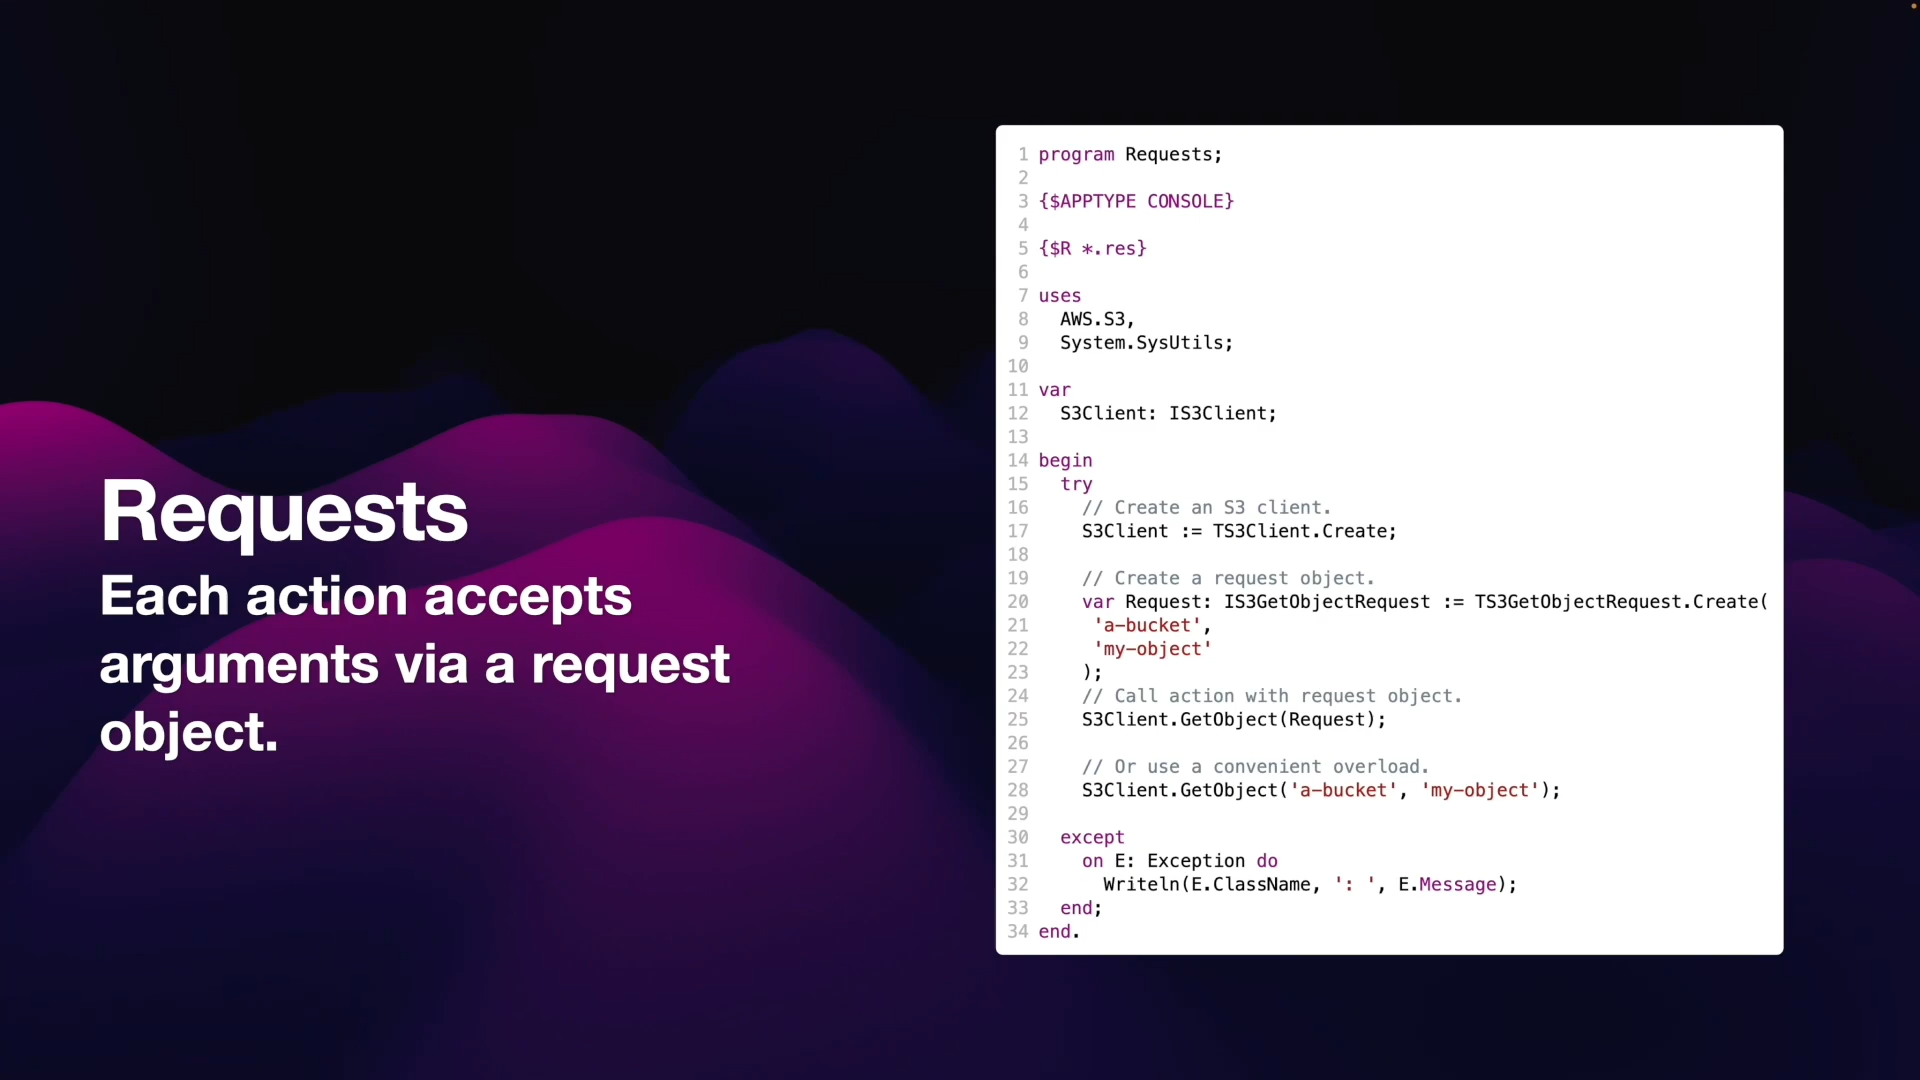 Requests
Each action accepts
arguments via a request
object.
1 program Requests;
2
3 {$APPTYPE CONSOLE}
4
5 {$R *.res}
6
7 uses
8   AWS.S3,
9   System.SysUtils;
10
11 var
12   S3Client: IS3Client;
13
14 begin
15   try
16     // Create an S3 client.
17     S3Client := TS3Client.Create;
18
19     // Create a request object.
20     var Request: IS3GetObjectRequest := TS3GetObjectRequest.Create(
21      'a-bucket',
22      'my-object'
23     );
24     // Call action with request object.
25     S3Client.GetObject(Request);
26
27     // Or use a convenient overload.
28     S3Client.GetObject('a-bucket', 'my-object');
29
30   except
31     on E: Exception do
32       Writeln(E.ClassName, ': ', E.Message);
33   end;
34 end.